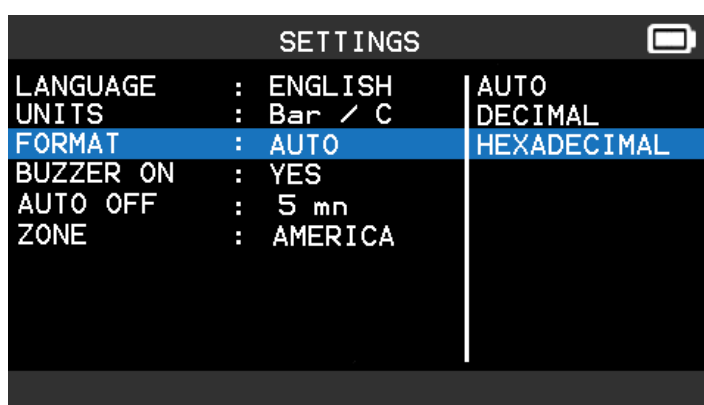 SETTINGS
LANGUAGE : ENGLISH
UNITS : Bar / C
FORMAT : AUTO
BUZZER ON : YES
AUTO OFF : 5 mn
ZONE : AMERICA
AUTO
DECIMAL
HEXADECIMAL